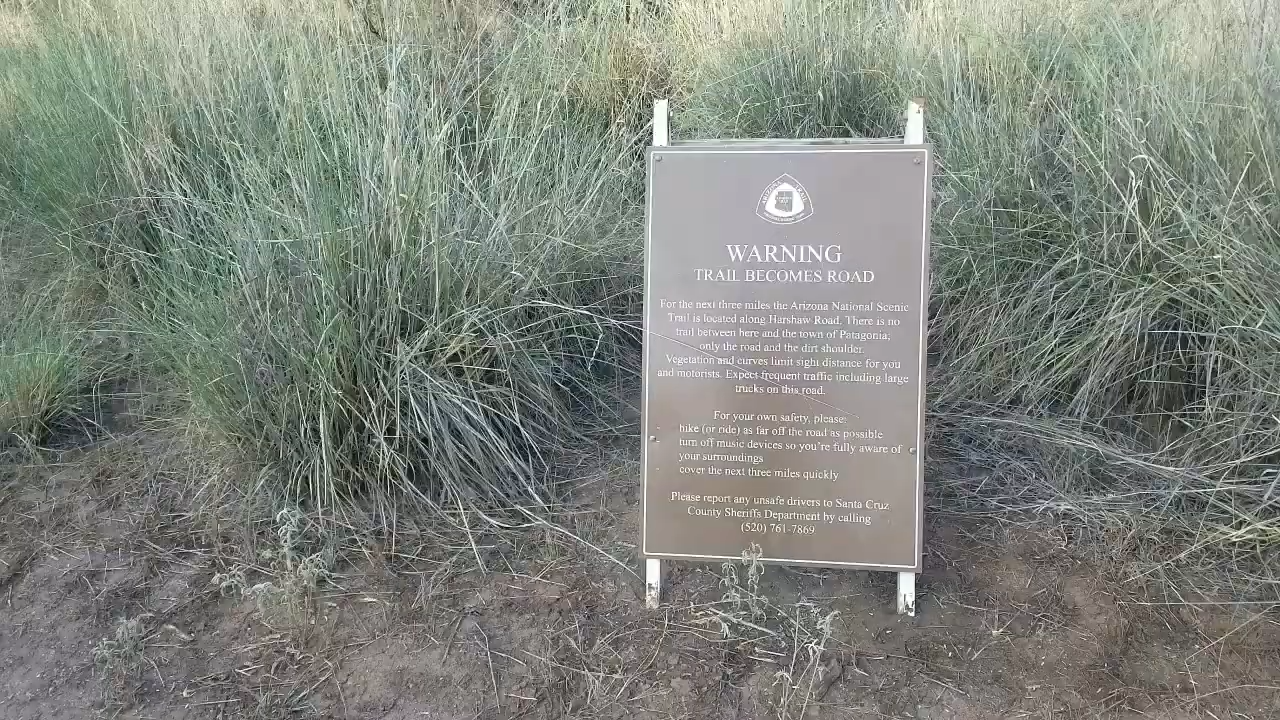 ARIZONA TRAIL
WARNING
TRAIL BECOMES ROAD
For the next three miles the Arizona National Scenic
Trail is located along Harshaw Road. There is no
trail between here and the town of Patagonia,
only the road and the dirt shoulder.
Vegetation and curves limit sight distance for you
and motorists. Expect frequent traffic including large
trucks on this road.
For your own safety, please:
- hike (or ride) as far off the road as possible
- turn off music devices so you're fully aware of
your surroundings
- cover the next three miles quickly
Please report any unsafe drivers to Santa Cruz
County Sheriffs Department by calling
(520) 761-7869